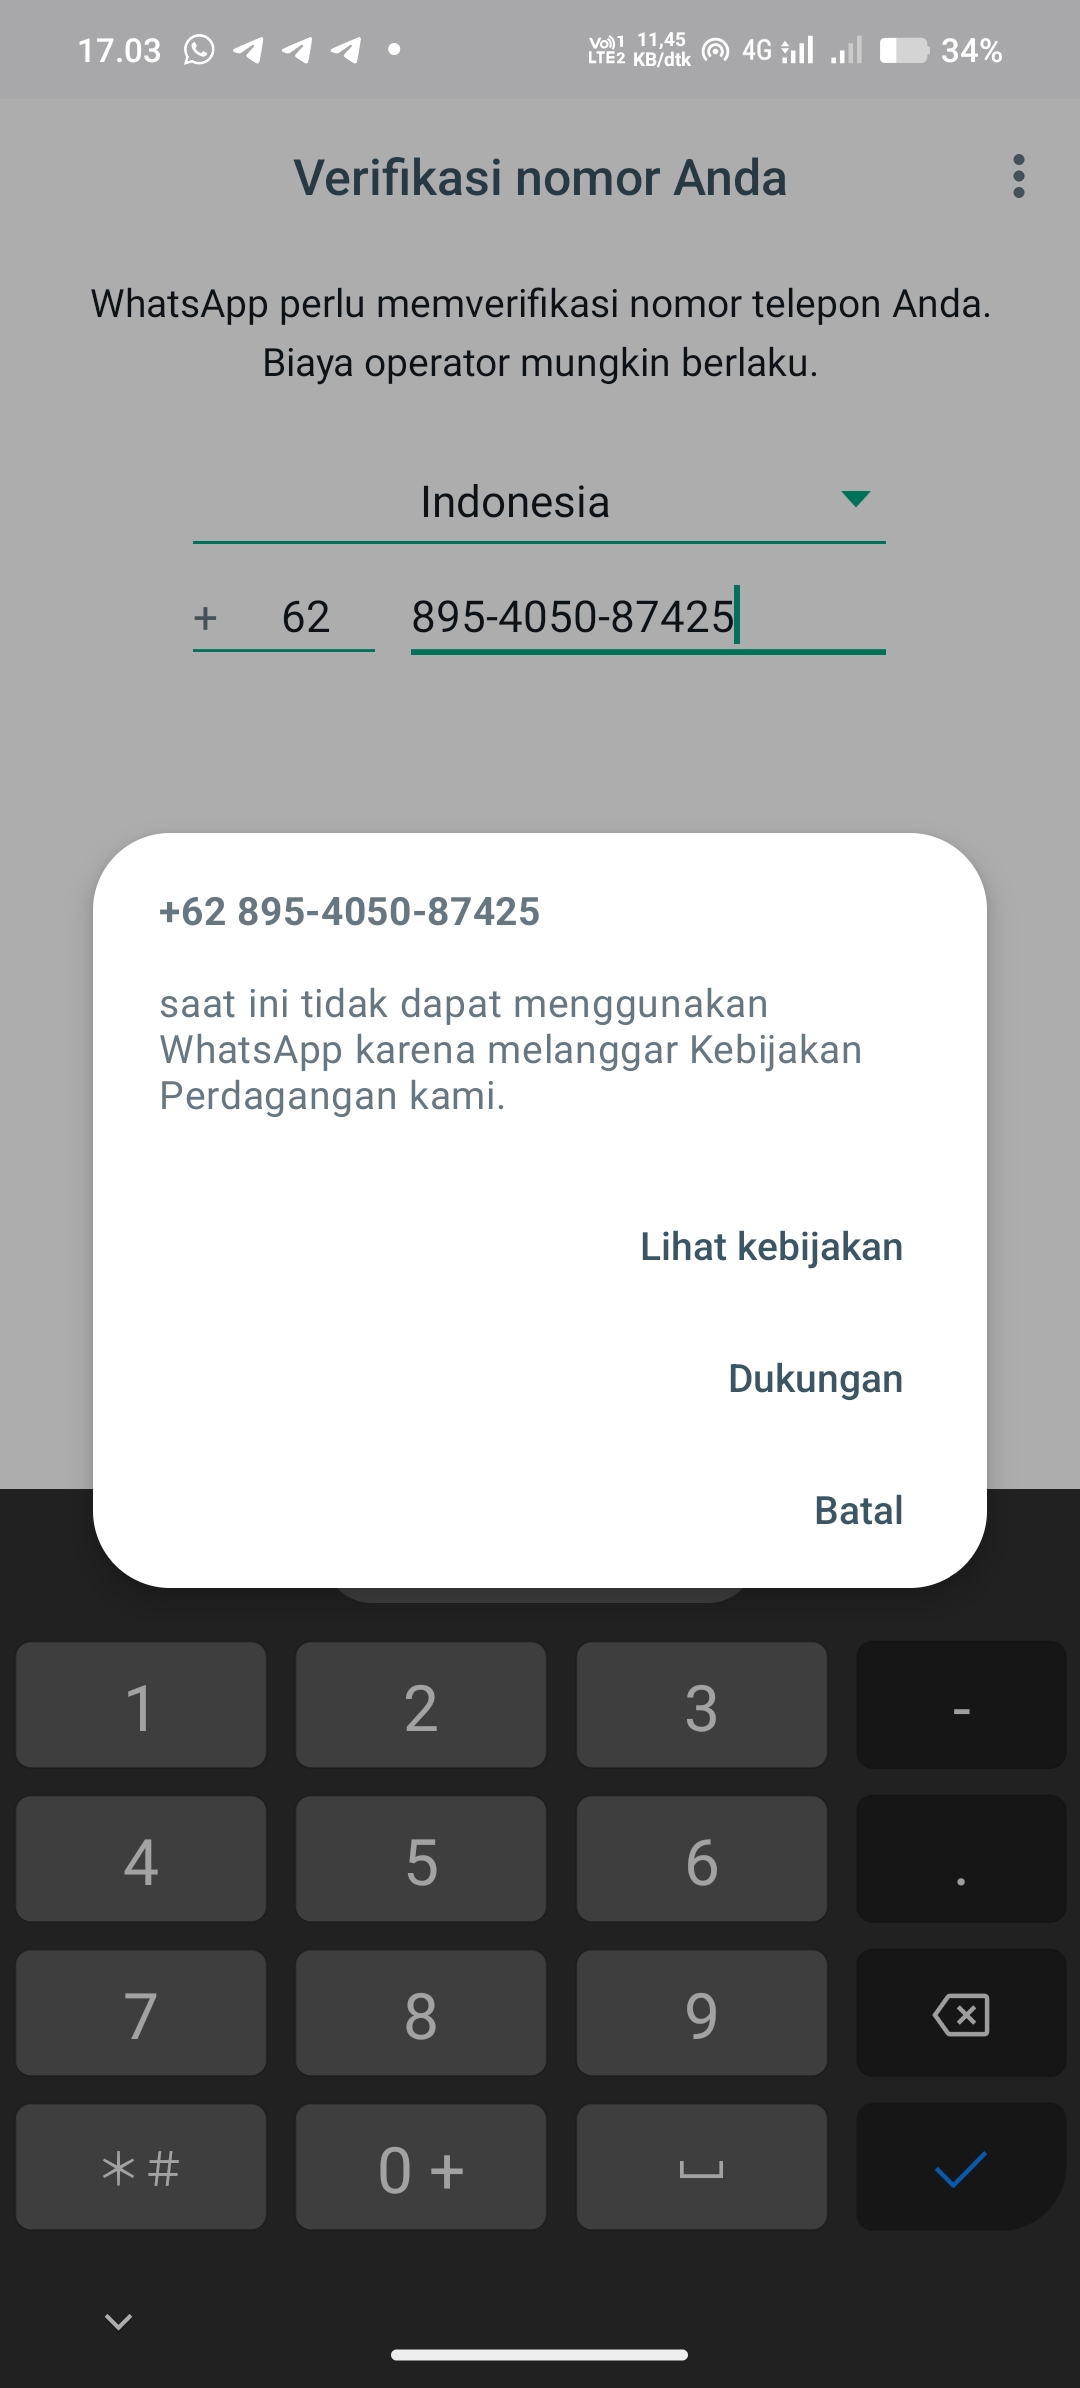 17.03
Vo))1 LTE2 11,45 KB/dtk 4G 34%
Verifikasi nomor Anda
WhatsApp perlu memverifikasi nomor telepon Anda.
Biaya operator mungkin berlaku.
Indonesia
+ 62 895-4050-87425
+62 895-4050-87425
saat ini tidak dapat menggunakan
WhatsApp karena melanggar Kebijakan
Perdagangan kami.
Lihat kebijakan
Dukungan
Batal
1 2 3 -
4 5 6 .
7 8 9
*# 0 +